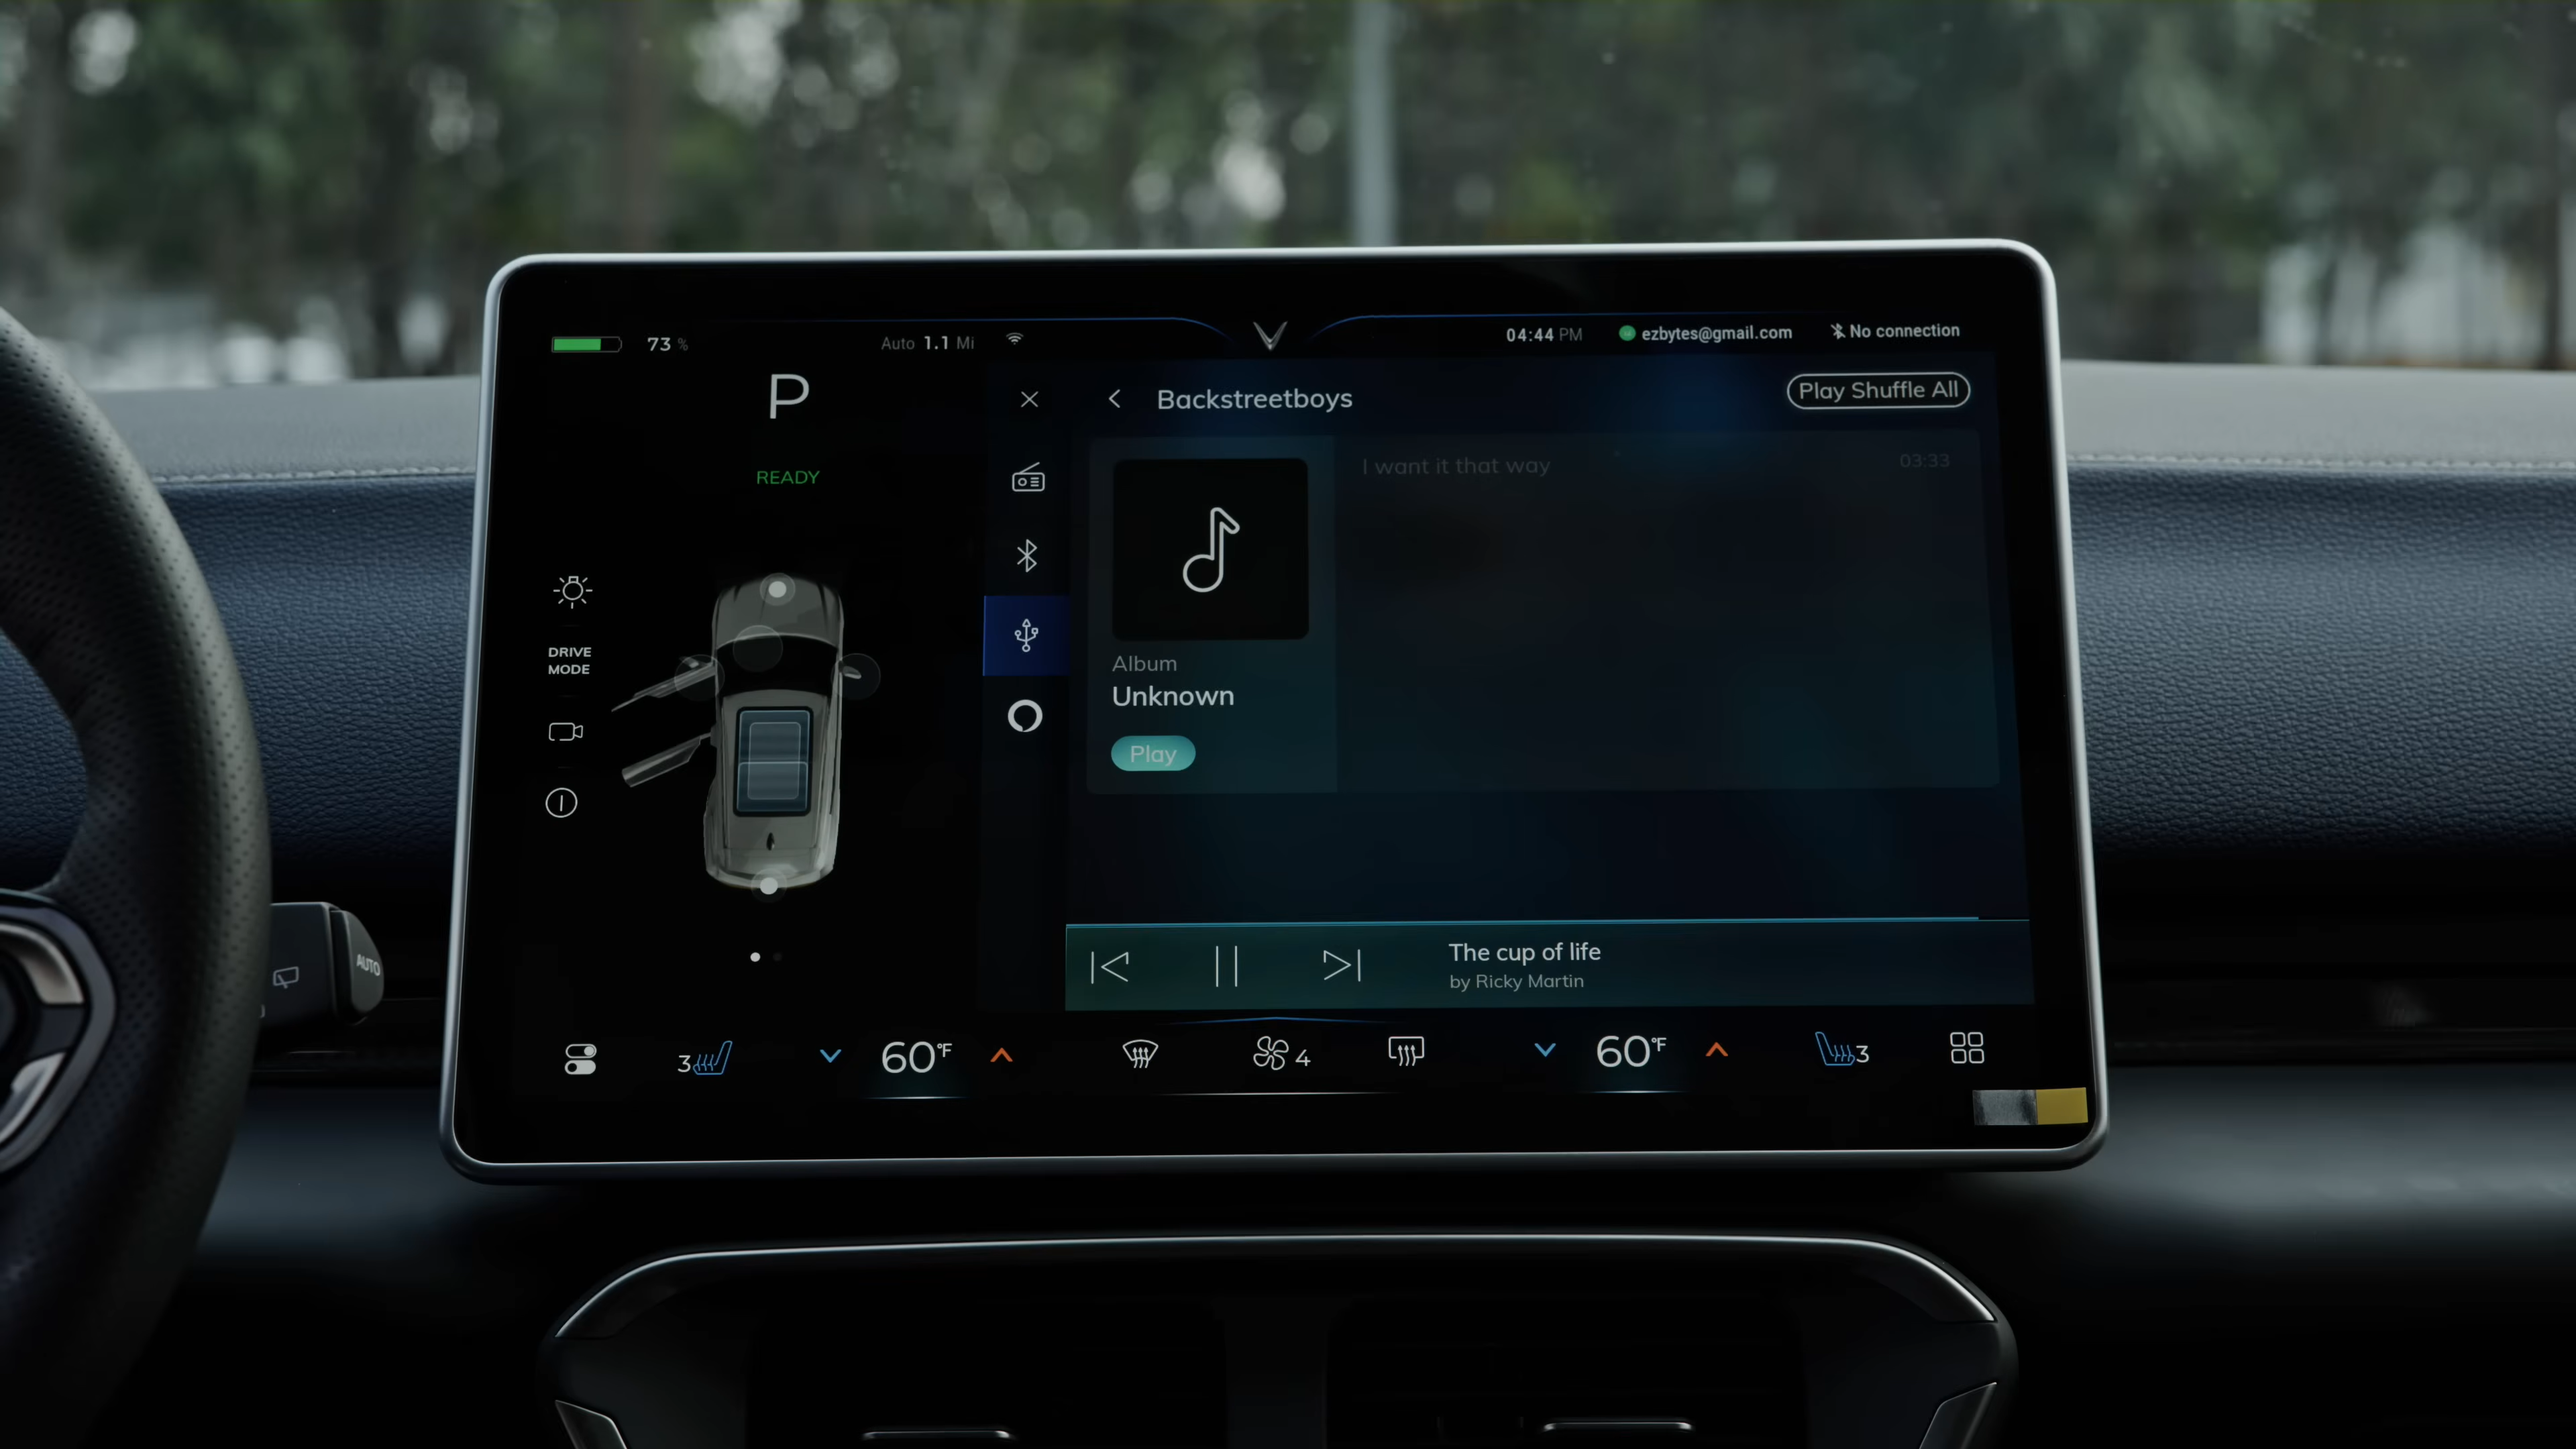 73 %
Auto 1.1 Mi
04:44 PM
ezbytes@gmail.com
No connection
P
READY
Backstreetboys
Play Shuffle All
I want it that way
03:33
DRIVE
MODE
Album
Unknown
Play
The cup of life
by Ricky Martin
AUTO
3
60°F
4
60°F
3